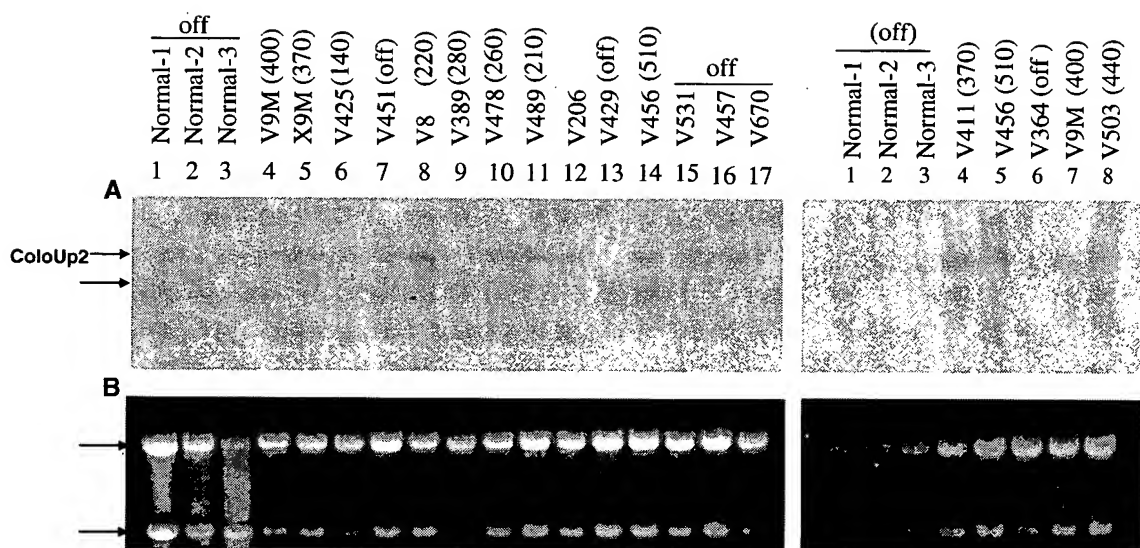 off
Normal-1
Normal-2
Normal-3
V9M (400)
X9M (370)
V425 (140)
V451 (off)
V8 (220)
V389 (280)
V478 (260)
V489 (210)
V206
V429 (off)
V456 (510)
off
V531
V457
V670
1 2 3 4 5 6 7 8 9 10 11 12 13 14 15 16 17
(off)
Normal-1
Normal-2
Normal-3
V411 (370)
V456 (510)
V364 (off)
V9M (400)
V503 (440)
1 2 3 4 5 6 7 8
A
ColoUp2
B